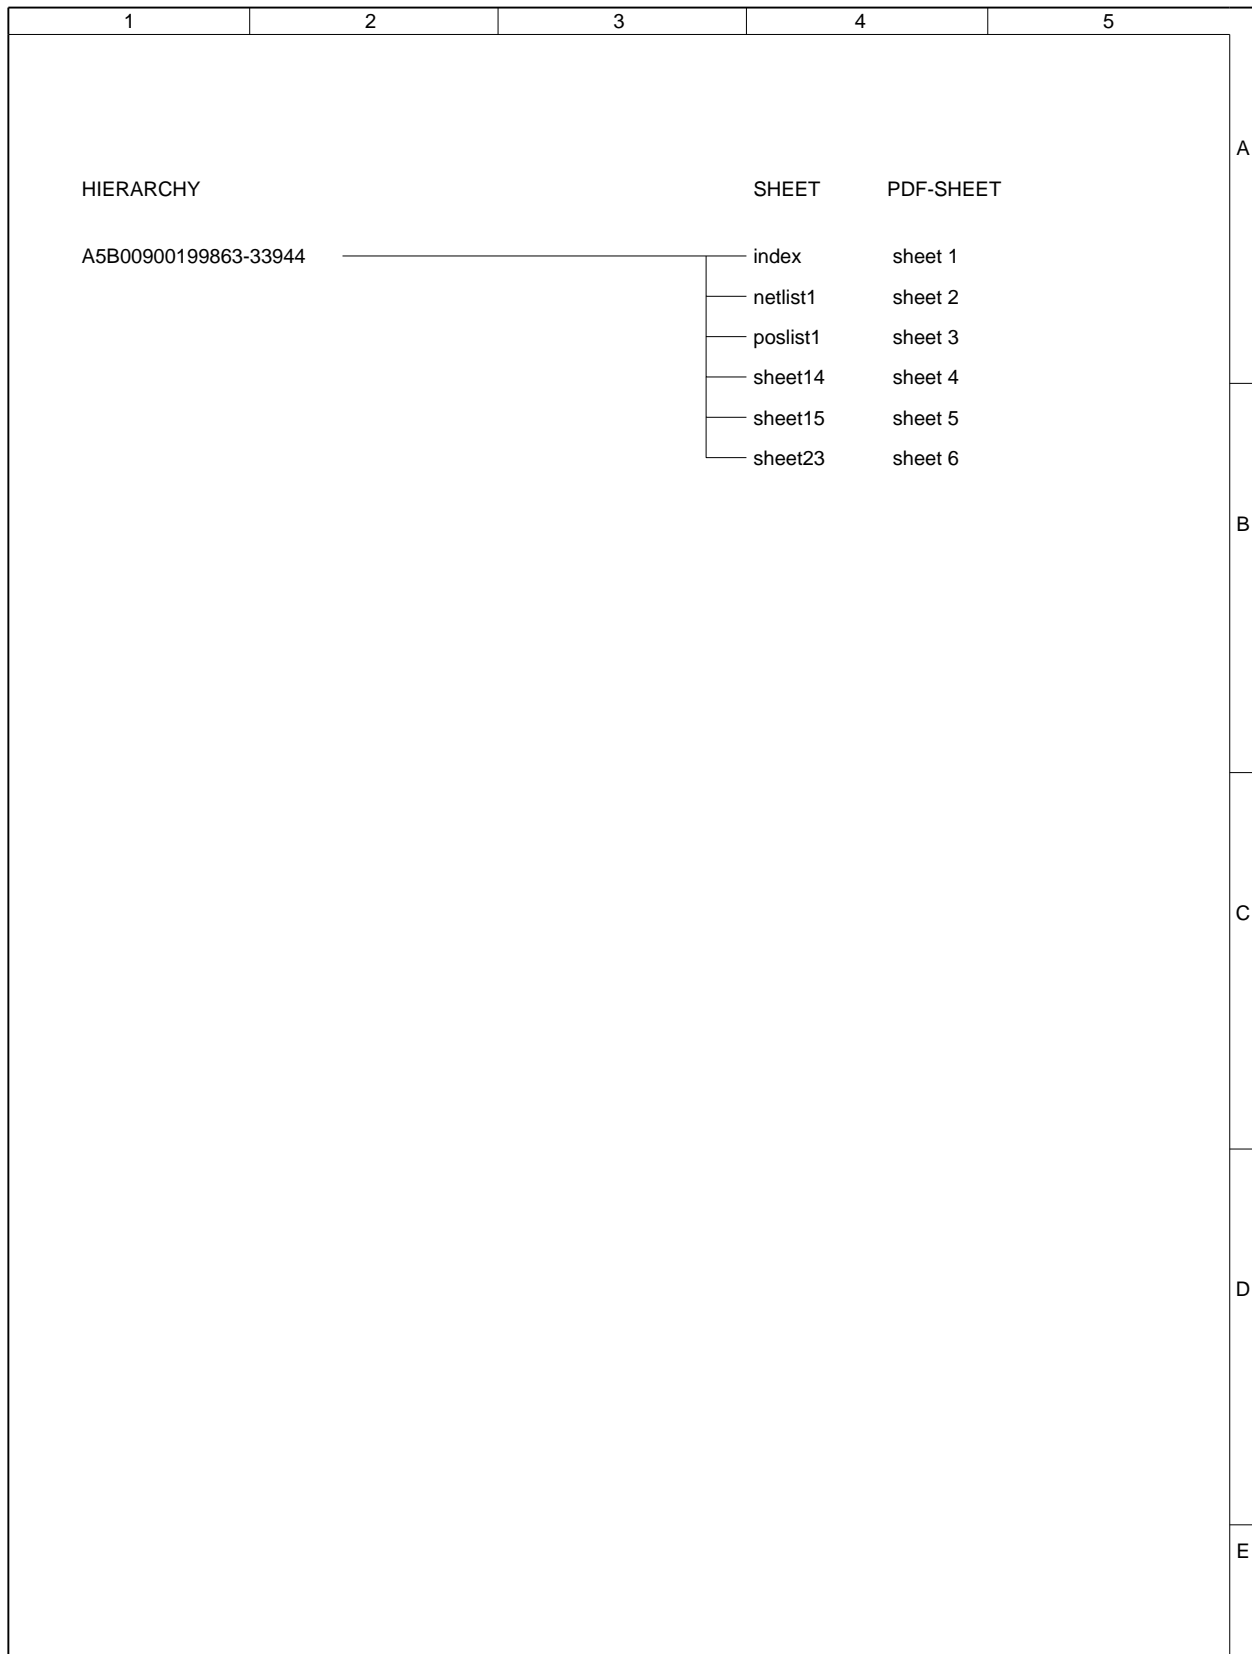 1 2 3 4 5
A
HIERARCHY SHEET PDF-SHEET
A5B00900199863-33944 index sheet 1
netlist1 sheet 2
poslist1 sheet 3
sheet14 sheet 4
sheet15 sheet 5
sheet23 sheet 6
B
C
D
E